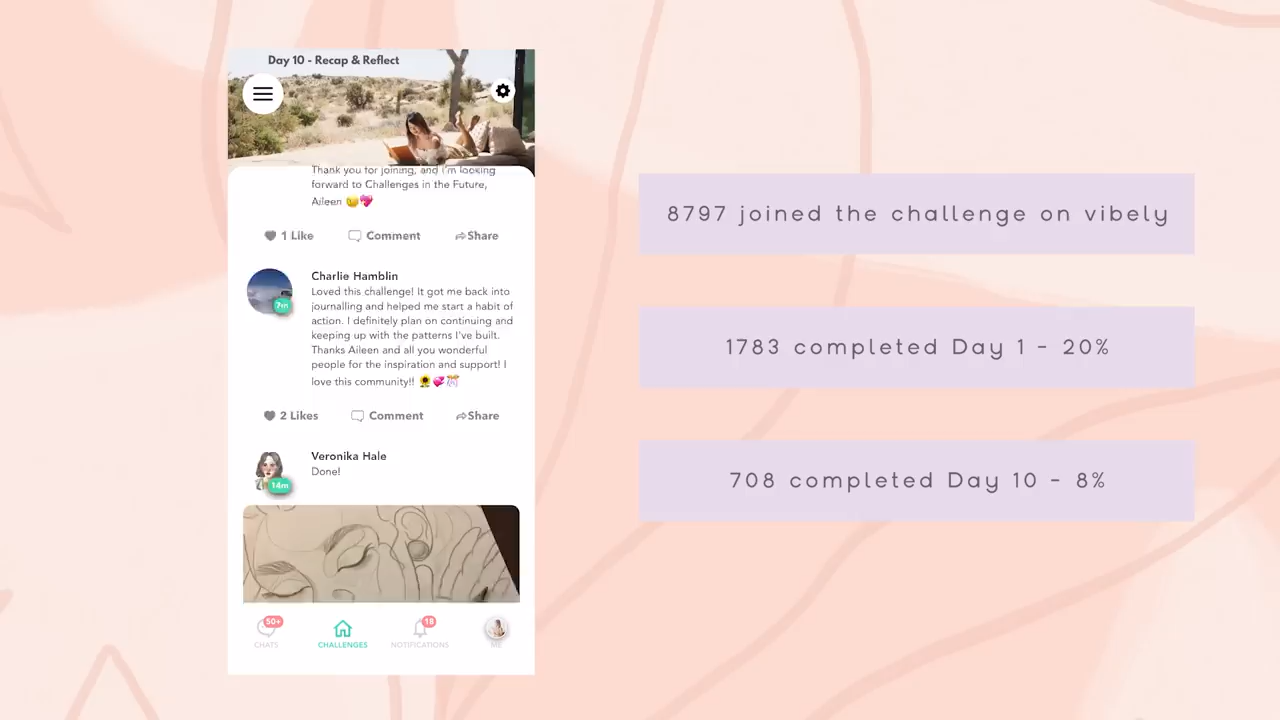 Day 10 - Recap & Reflect
Thank you for joining, and I'm looking
forward to Challenges in the Future,
Aileen 😊💖
1 Like Comment Share
Charlie Hamblin
Loved this challenge! It got me back into
journalling and helped me start a habit of
action. I definitely plan on continuing and
keeping up with the patterns I've built.
Thanks Aileen and all you wonderful
people for the inspiration and support! I
love this community!! 🌻💞🎊
7m
2 Likes Comment Share
Veronika Hale
Done!
14m
50+ 18
CHATS CHALLENGES NOTIFICATIONS ME
8797 joined the challenge on vibely
1783 completed Day 1 - 20%
708 completed Day 10 - 8%